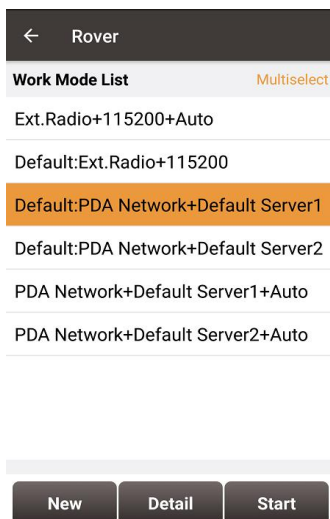 Rover
Work Mode List Multiselect
Ext.Radio+115200+Auto
Default:Ext.Radio+115200
Default:PDA Network+Default Server1
Default:PDA Network+Default Server2
PDA Network+Default Server1+Auto
PDA Network+Default Server2+Auto
New Detail Start